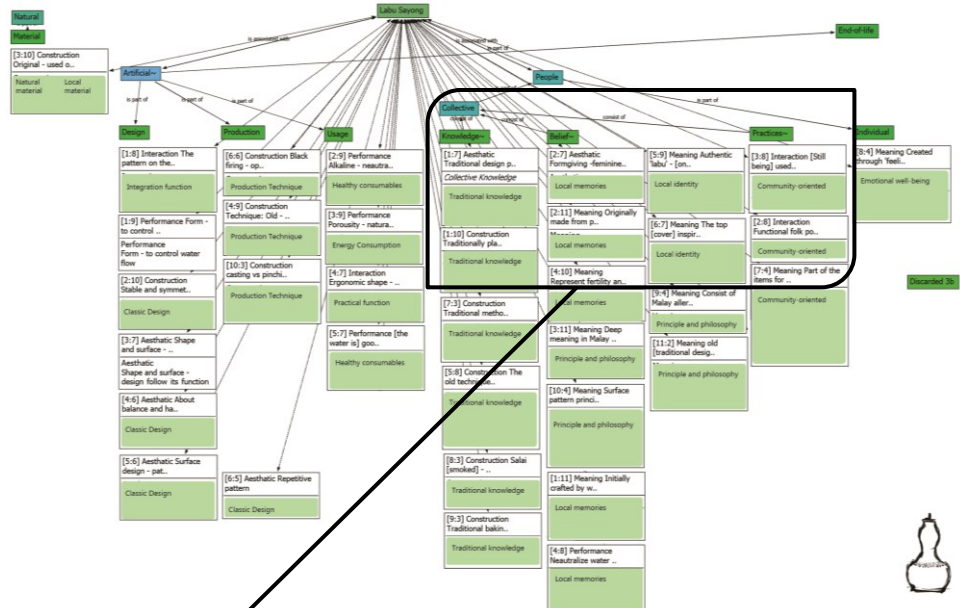 Labu Sayong
Natural
Material
[3:10] Construction
Original - used o..
Natural
material
Local
material
is associated with
is associated with
is part of
End-of-life
Artificial~
People
is part of
is part of
is part of
is part of
Collective
consist of
consist of
consist of
Design
Production
Usage
Knowledge~
Belief~
Practices~
Individual
[1:8] Interaction The
pattern on the..
Integration function
[1:9] Performance Form -
to control ..
Performance
Form - to control water
flow
[2:10] Construction
Stable and symmet..
Classic Design
[3:7] Aesthatic Shape
and surface - ..
Aesthatic
Shape and surface -
design follow its function
[4:6] Aesthatic About
balance and ha..
Classic Design
[5:6] Aesthatic Surface
design - pat..
Classic Design
[6:6] Construction Black
firing - op..
Production Technique
[4:9] Construction
Technique: Old - ..
Production Technique
[10:3] Construction
casting vs pinchi..
Production Technique
[6:5] Aesthatic Repetitive
pattern
Classic Design
[2:9] Performance
Alkaline - neautra..
Healthy consumables
[3:9] Performance
Porosity - natura..
Energy Consumption
[4:7] Interaction
Ergonomic shape - ..
Practical function
[5:7] Performance [the
water is] goo..
Healthy consumables
[1:7] Aesthatic
Traditional design p..
Collective Knowledge
Traditional knowledge
[1:10] Construction
Traditionally pla..
Traditional knowledge
[7:3] Construction
Traditional metho..
Traditional knowledge
[5:8] Construction The
old technique..
Traditional knowledge
[8:3] Construction Salai
[smoked] - ..
Traditional knowledge
[9:3] Construction
Traditional bakin..
Traditional knowledge
[2:7] Aesthatic
Formgiving -feminine..
Local memories
[2:11] Meaning Originally
made from p..
Local memories
[4:10] Meaning
Represent fertility an..
Local memories
[3:11] Meaning Deep
meaning in Malay ..
Principle and philosophy
[10:4] Meaning Surface
pattern princi..
Principle and philosophy
[1:11] Meaning Initially
crafted by w..
Local memories
[4:8] Performance
Neautralize water ..
Local memories
[5:9] Meaning Authentic
'labu' - [on..
Local identity
[6:7] Meaning The top
[cover] inspir..
Local identity
[9:4] Meaning Consist of
Malay aller..
Principle and philosophy
[11:2] Meaning old
[traditional desig..
Principle and philosophy
[3:8] Interaction [Still
being] used..
Community-oriented
[2:8] Interaction
Functional folk po..
Community-oriented
[7:4] Meaning Part of the
items for ..
Community-oriented
[8:4] Meaning Created
through 'feeli..
Emotional well-being
Discarded 3b